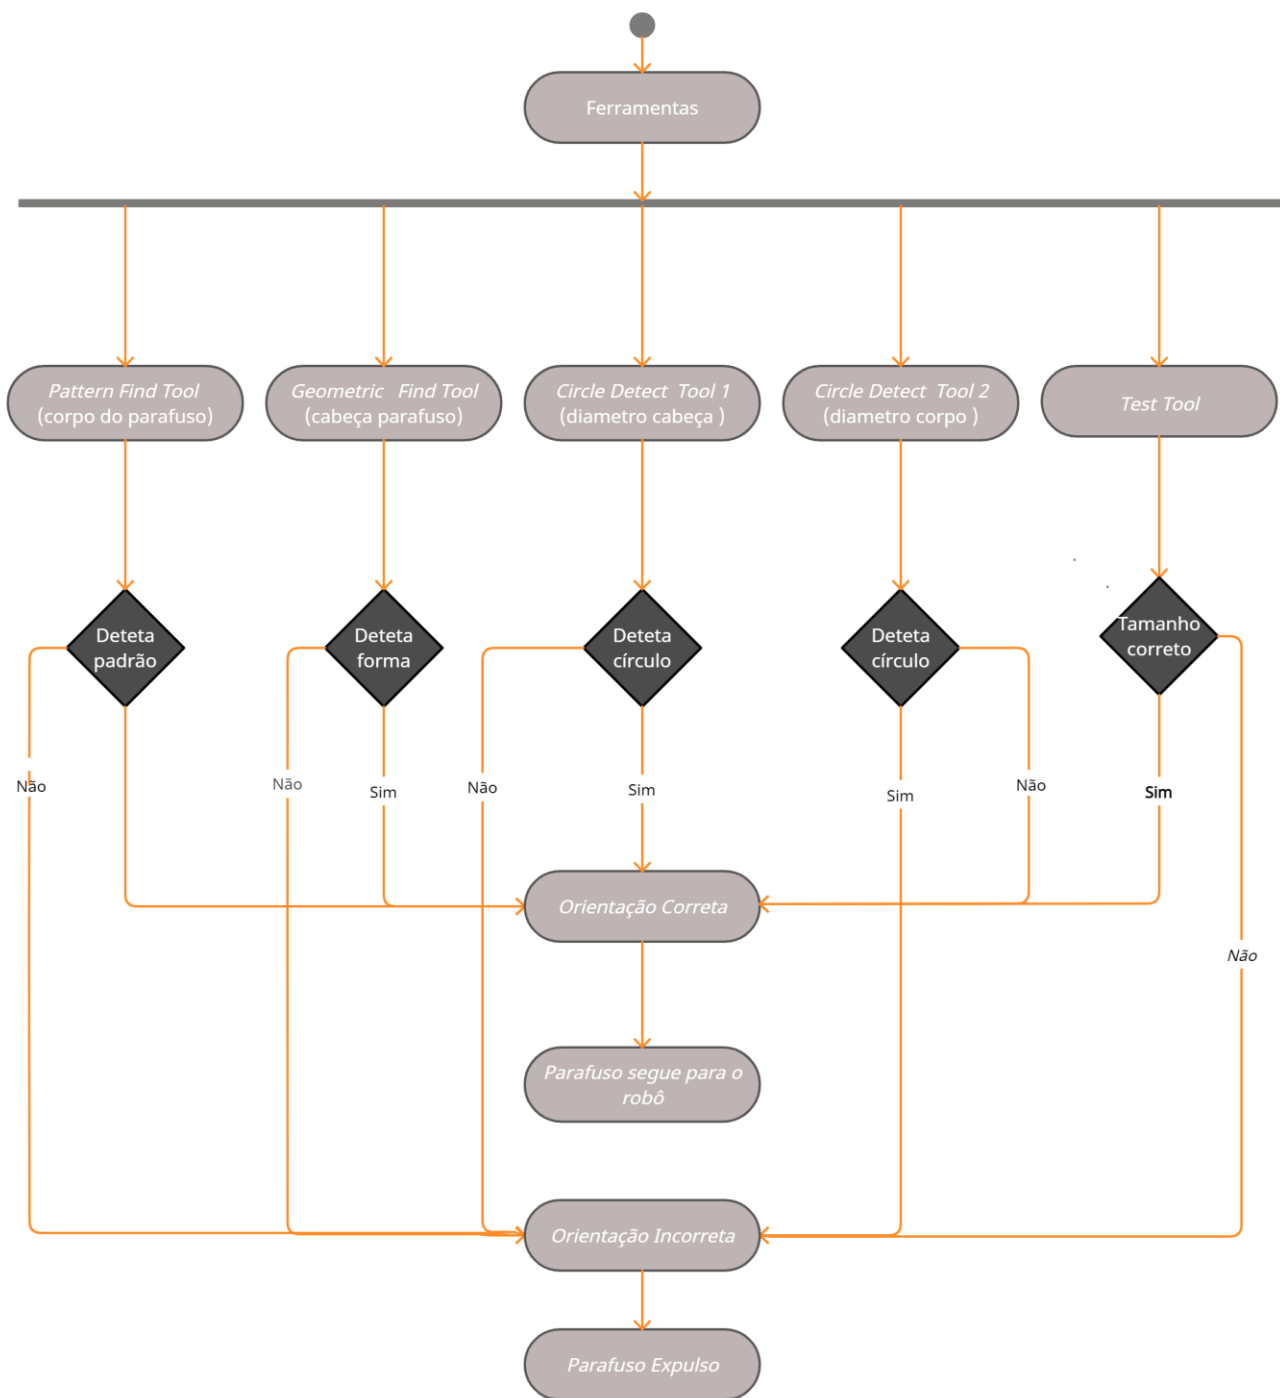 Ferramentas
Pattern Find Tool
(corpo do parafuso)
Geometric Find Tool
(cabeça parafuso)
Circle Detect Tool 1
(diametro cabeça )
Circle Detect Tool 2
(diametro corpo )
Test Tool
Deteta
padrão
Deteta
forma
Deteta
círculo
Deteta
círculo
Tamanho
correto
Não
Não
Sim
Não
Sim
Sim
Não
Sim
Orientação Correta
Não
Parafuso segue para o
robô
Orientação Incorreta
Parafuso Expulso